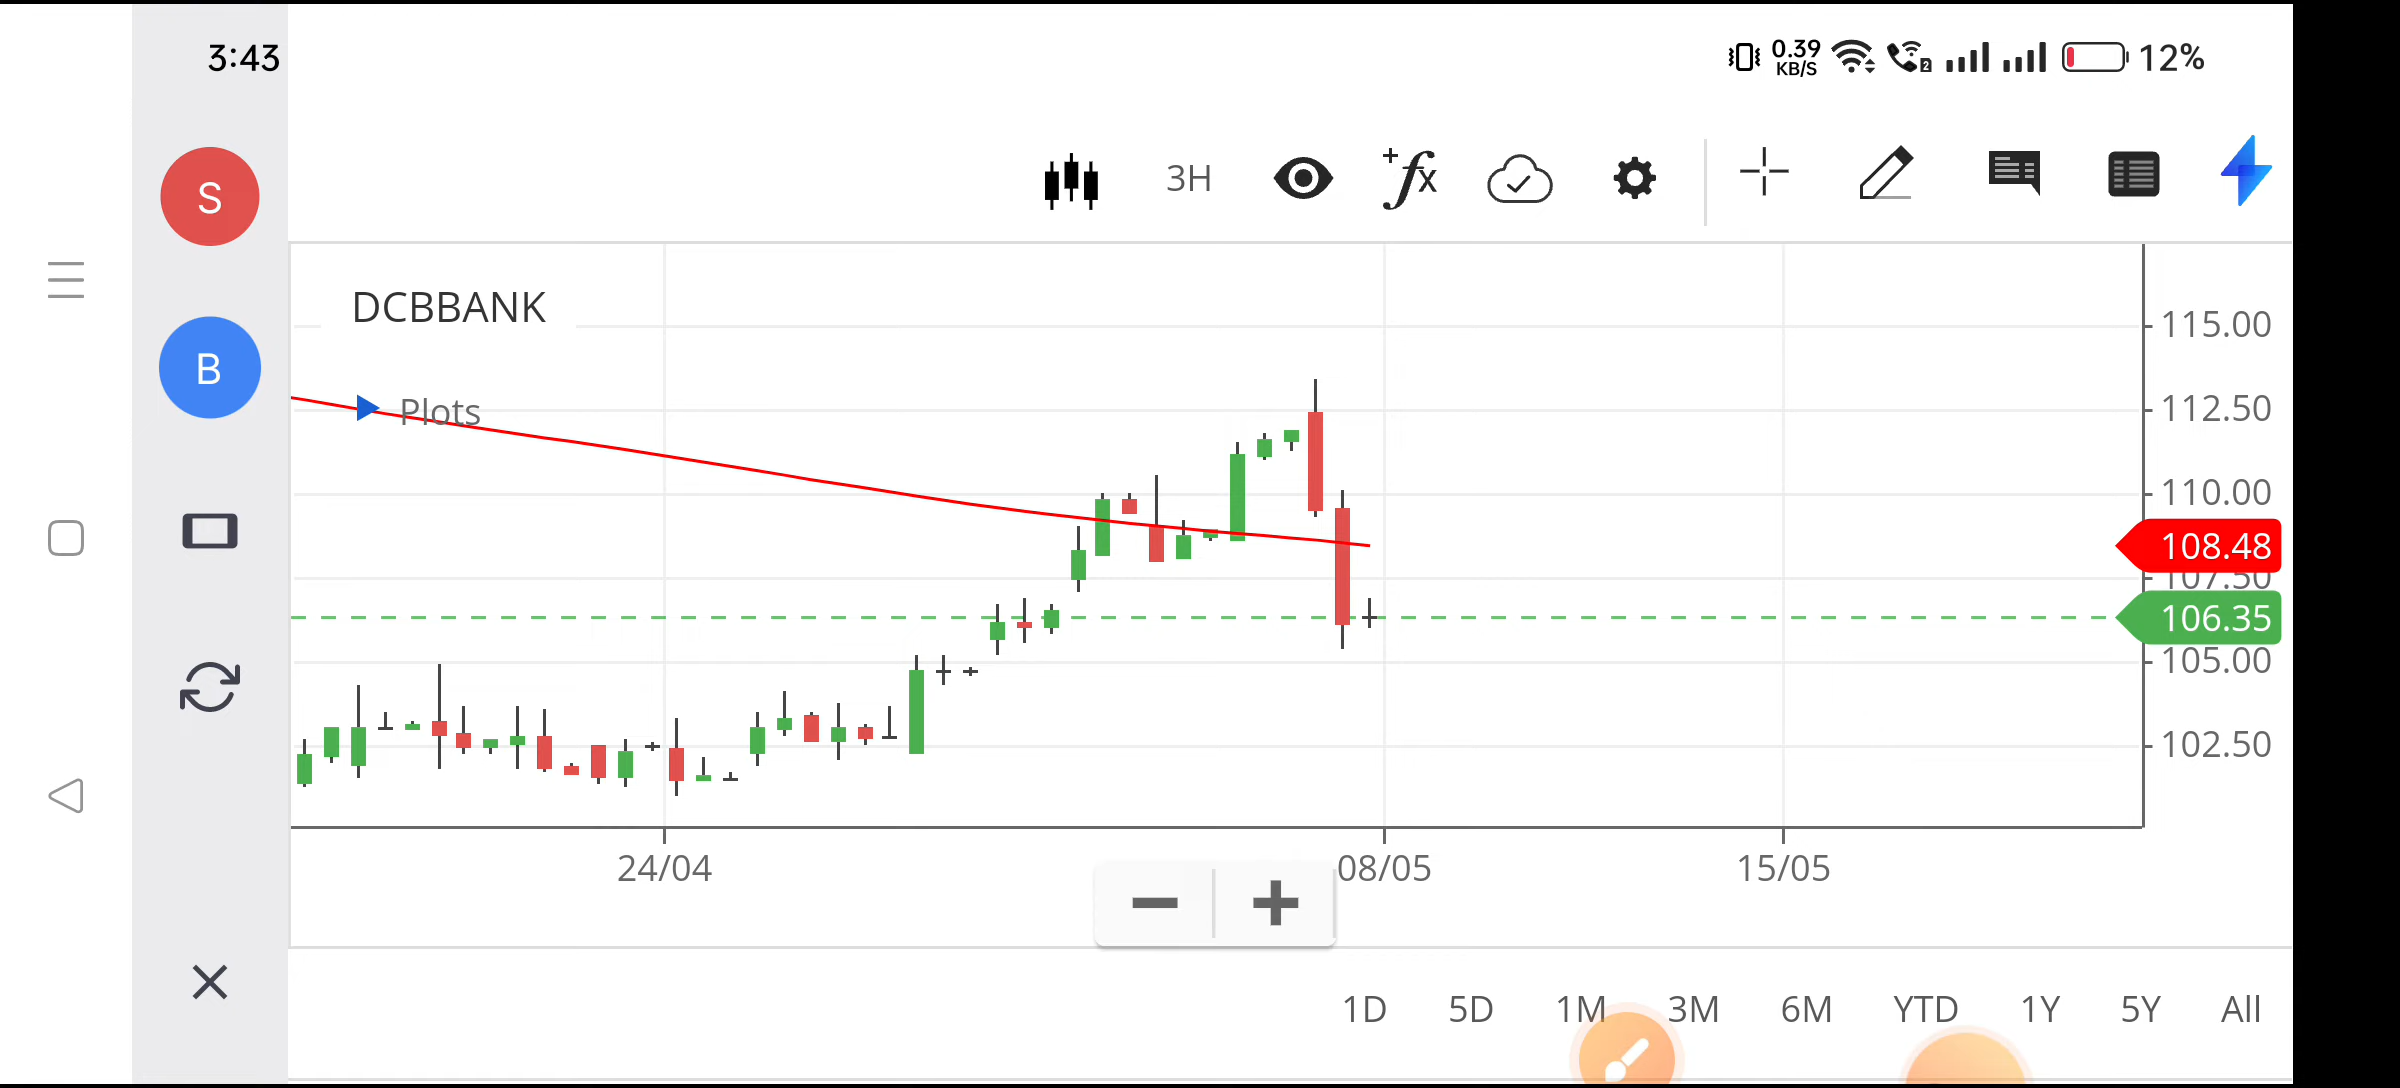 3:43
0.39
KB/S
2
12%
S
B
3H
+fx
DCBBANK
Plots
115.00
112.50
110.00
108.48
107.50
106.35
105.00
102.50
24/04
08/05
15/05
1D 5D 1M 3M 6M YTD 1Y 5Y All